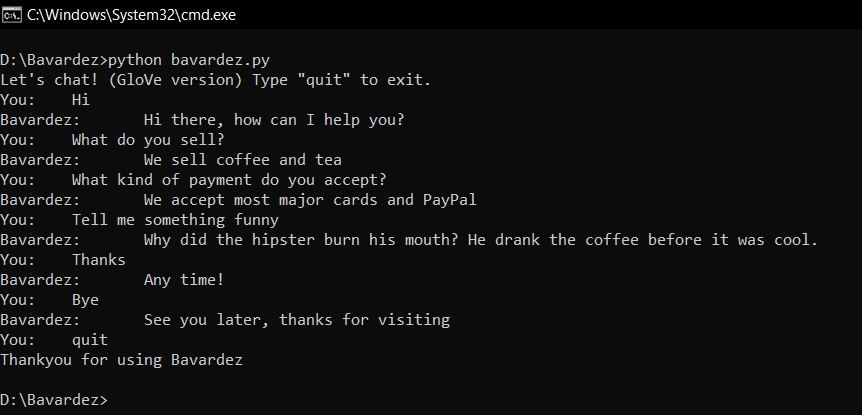 C:\Windows\System32\cmd.exe
D:\Bavardez>python bavardez.py
Let's chat! (GloVe version) Type "quit" to exit.
You: Hi
Bavardez: Hi there, how can I help you?
You: What do you sell?
Bavardez: We sell coffee and tea
You: What kind of payment do you accept?
Bavardez: We accept most major cards and PayPal
You: Tell me something funny
Bavardez: Why did the hipster burn his mouth? He drank the coffee before it was cool.
You: Thanks
Bavardez: Any time!
You: Bye
Bavardez: See you later, thanks for visiting
You: quit
Thankyou for using Bavardez
D:\Bavardez>